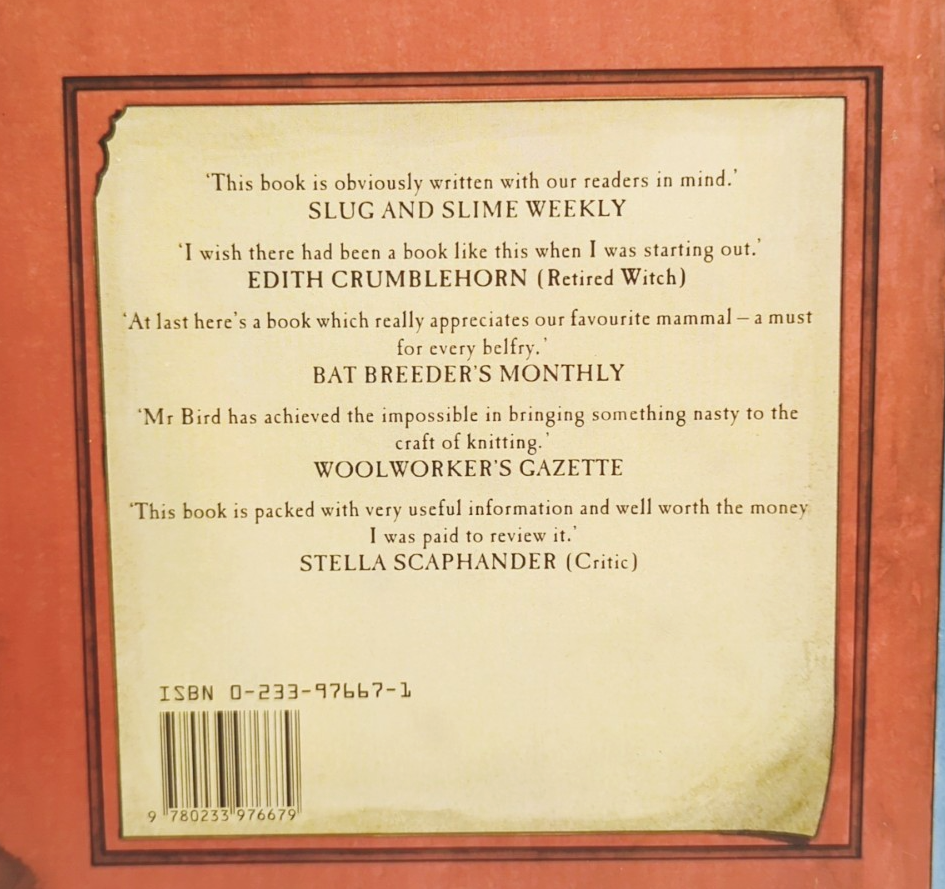 ‘This book is obviously written with our readers in mind.’
SLUG AND SLIME WEEKLY
‘I wish there had been a book like this when I was starting out.’
EDITH CRUMBLEHORN (Retired Witch)
‘At last here’s a book which really appreciates our favourite mammal – a must
for every belfry.’
BAT BREEDER’S MONTHLY
‘Mr Bird has achieved the impossible in bringing something nasty to the
craft of knitting.’
WOOLWORKER’S GAZETTE
‘This book is packed with very useful information and well worth the money
I was paid to review it.’
STELLA SCAPHANDER (Critic)
ISBN 0-233-97667-1
9 780233 976679